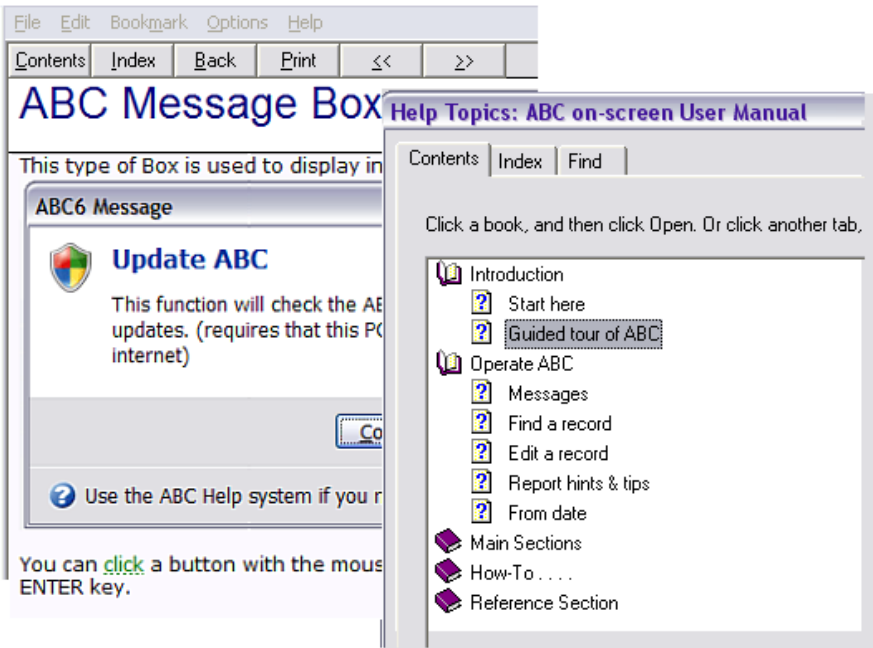 File Edit Bookmark Options Help
Contents Index Back Print << >>
ABC Message Box
This type of Box is used to display in
ABC6 Message
Update ABC
This function will check the AB
updates. (requires that this PC
internet)
Co
Use the ABC Help system if you
You can click a button with the mous
ENTER key.
Help Topics: ABC on-screen User Manual
Contents Index Find
Click a book, and then click Open. Or click another tab,
Introduction
Start here
Guided tour of ABC
Operate ABC
Messages
Find a record
Edit a record
Report hints & tips
From date
Main Sections
How-To . . . .
Reference Section